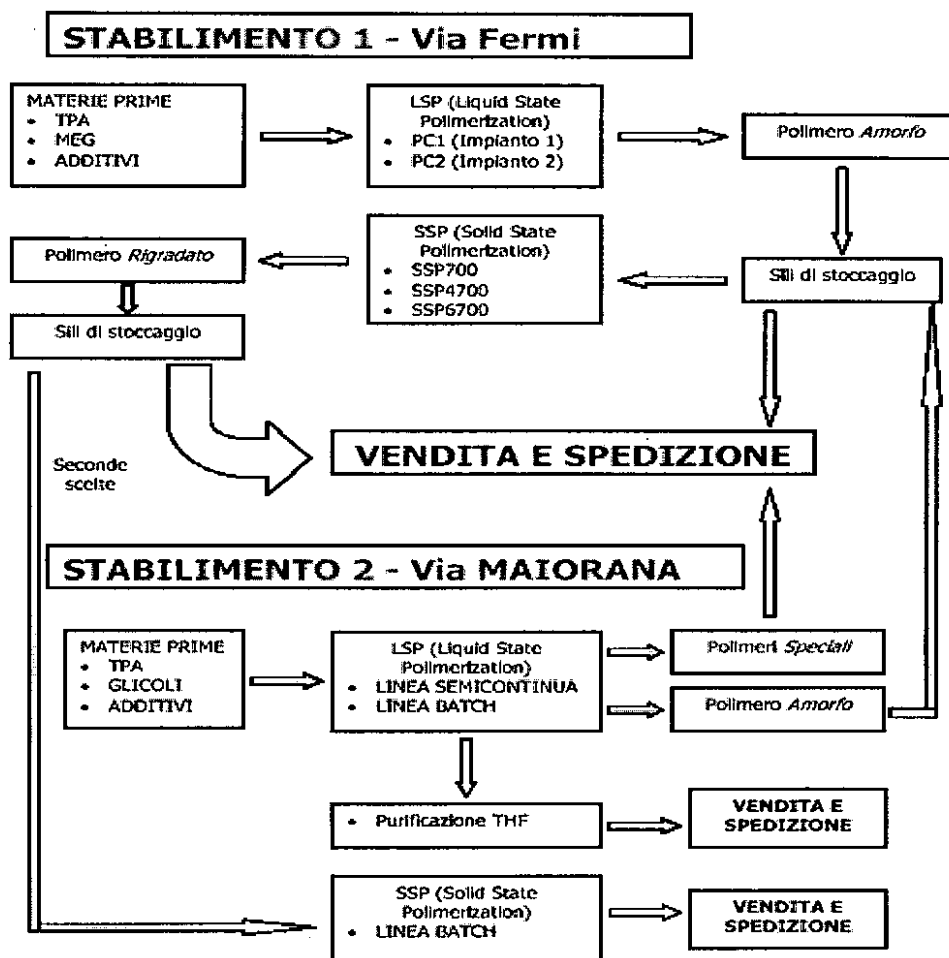 STABILIMENTO 1 - Via Fermi
MATERIE PRIME
• TPA
• MEG
• ADDITIVI
LSP (Liquid State
Polimerization)
• PC1 (Impianto 1)
• PC2 (Impianto 2)
Polimero Amorfo
SSP (Solid State
Polimerization)
• SSP700
• SSP4700
• SSP6700
Polimero Rigradato
Sili di stoccaggio
Sili di stoccaggio
Seconde
scelte
VENDITA E SPEDIZIONE
STABILIMENTO 2 - Via MAIORANA
MATERIE PRIME
• TPA
• GLICOLI
• ADDITIVI
LSP (Liquid State
Polimerization)
• LINEA SEMICONTINUA
• LINEA BATCH
Polimeri Speciali
Polimero Amorfo
• Purificazione THF
VENDITA E
SPEDIZIONE
SSP (Solid State
Polimerization)
• LINEA BATCH
VENDITA E
SPEDIZIONE